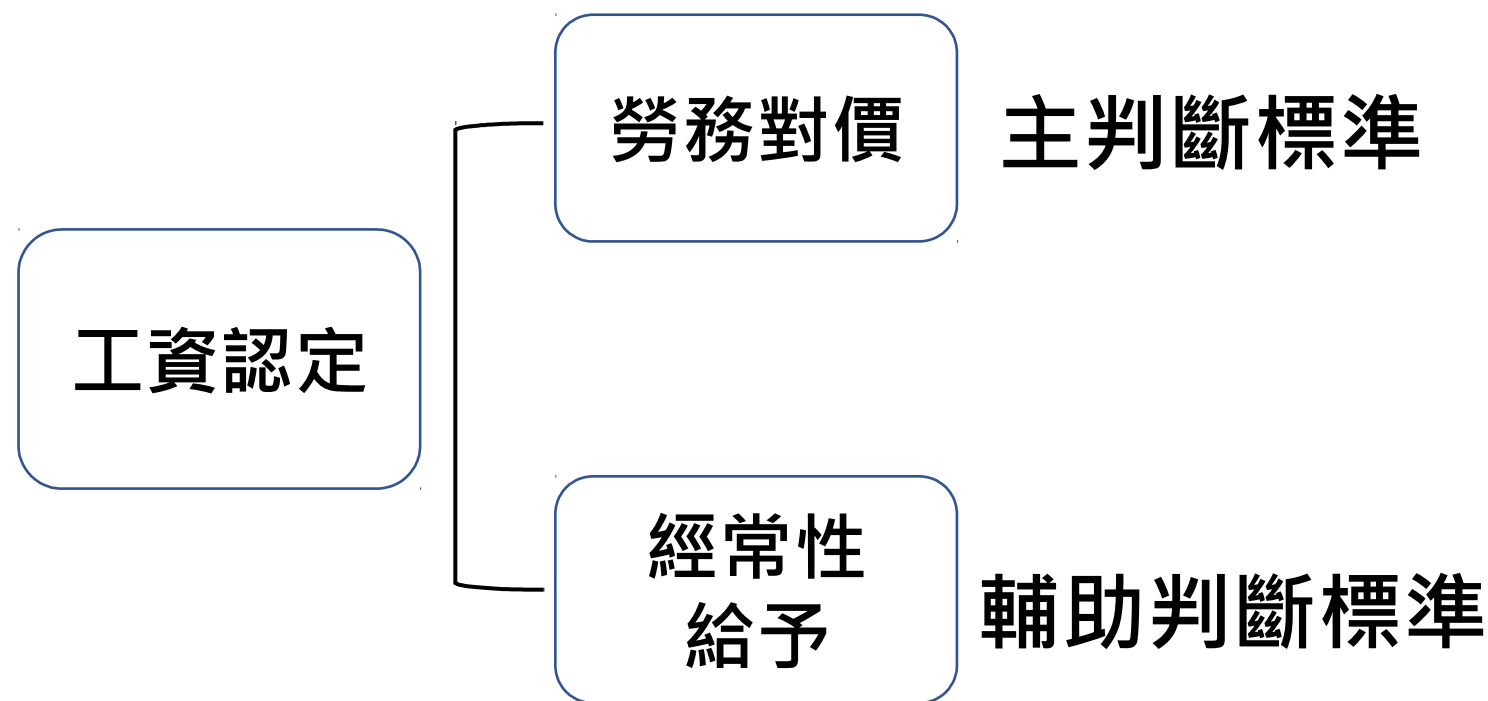 勞務對價
主判斷標準
工資認定
經常性
給予
輔助判斷標準